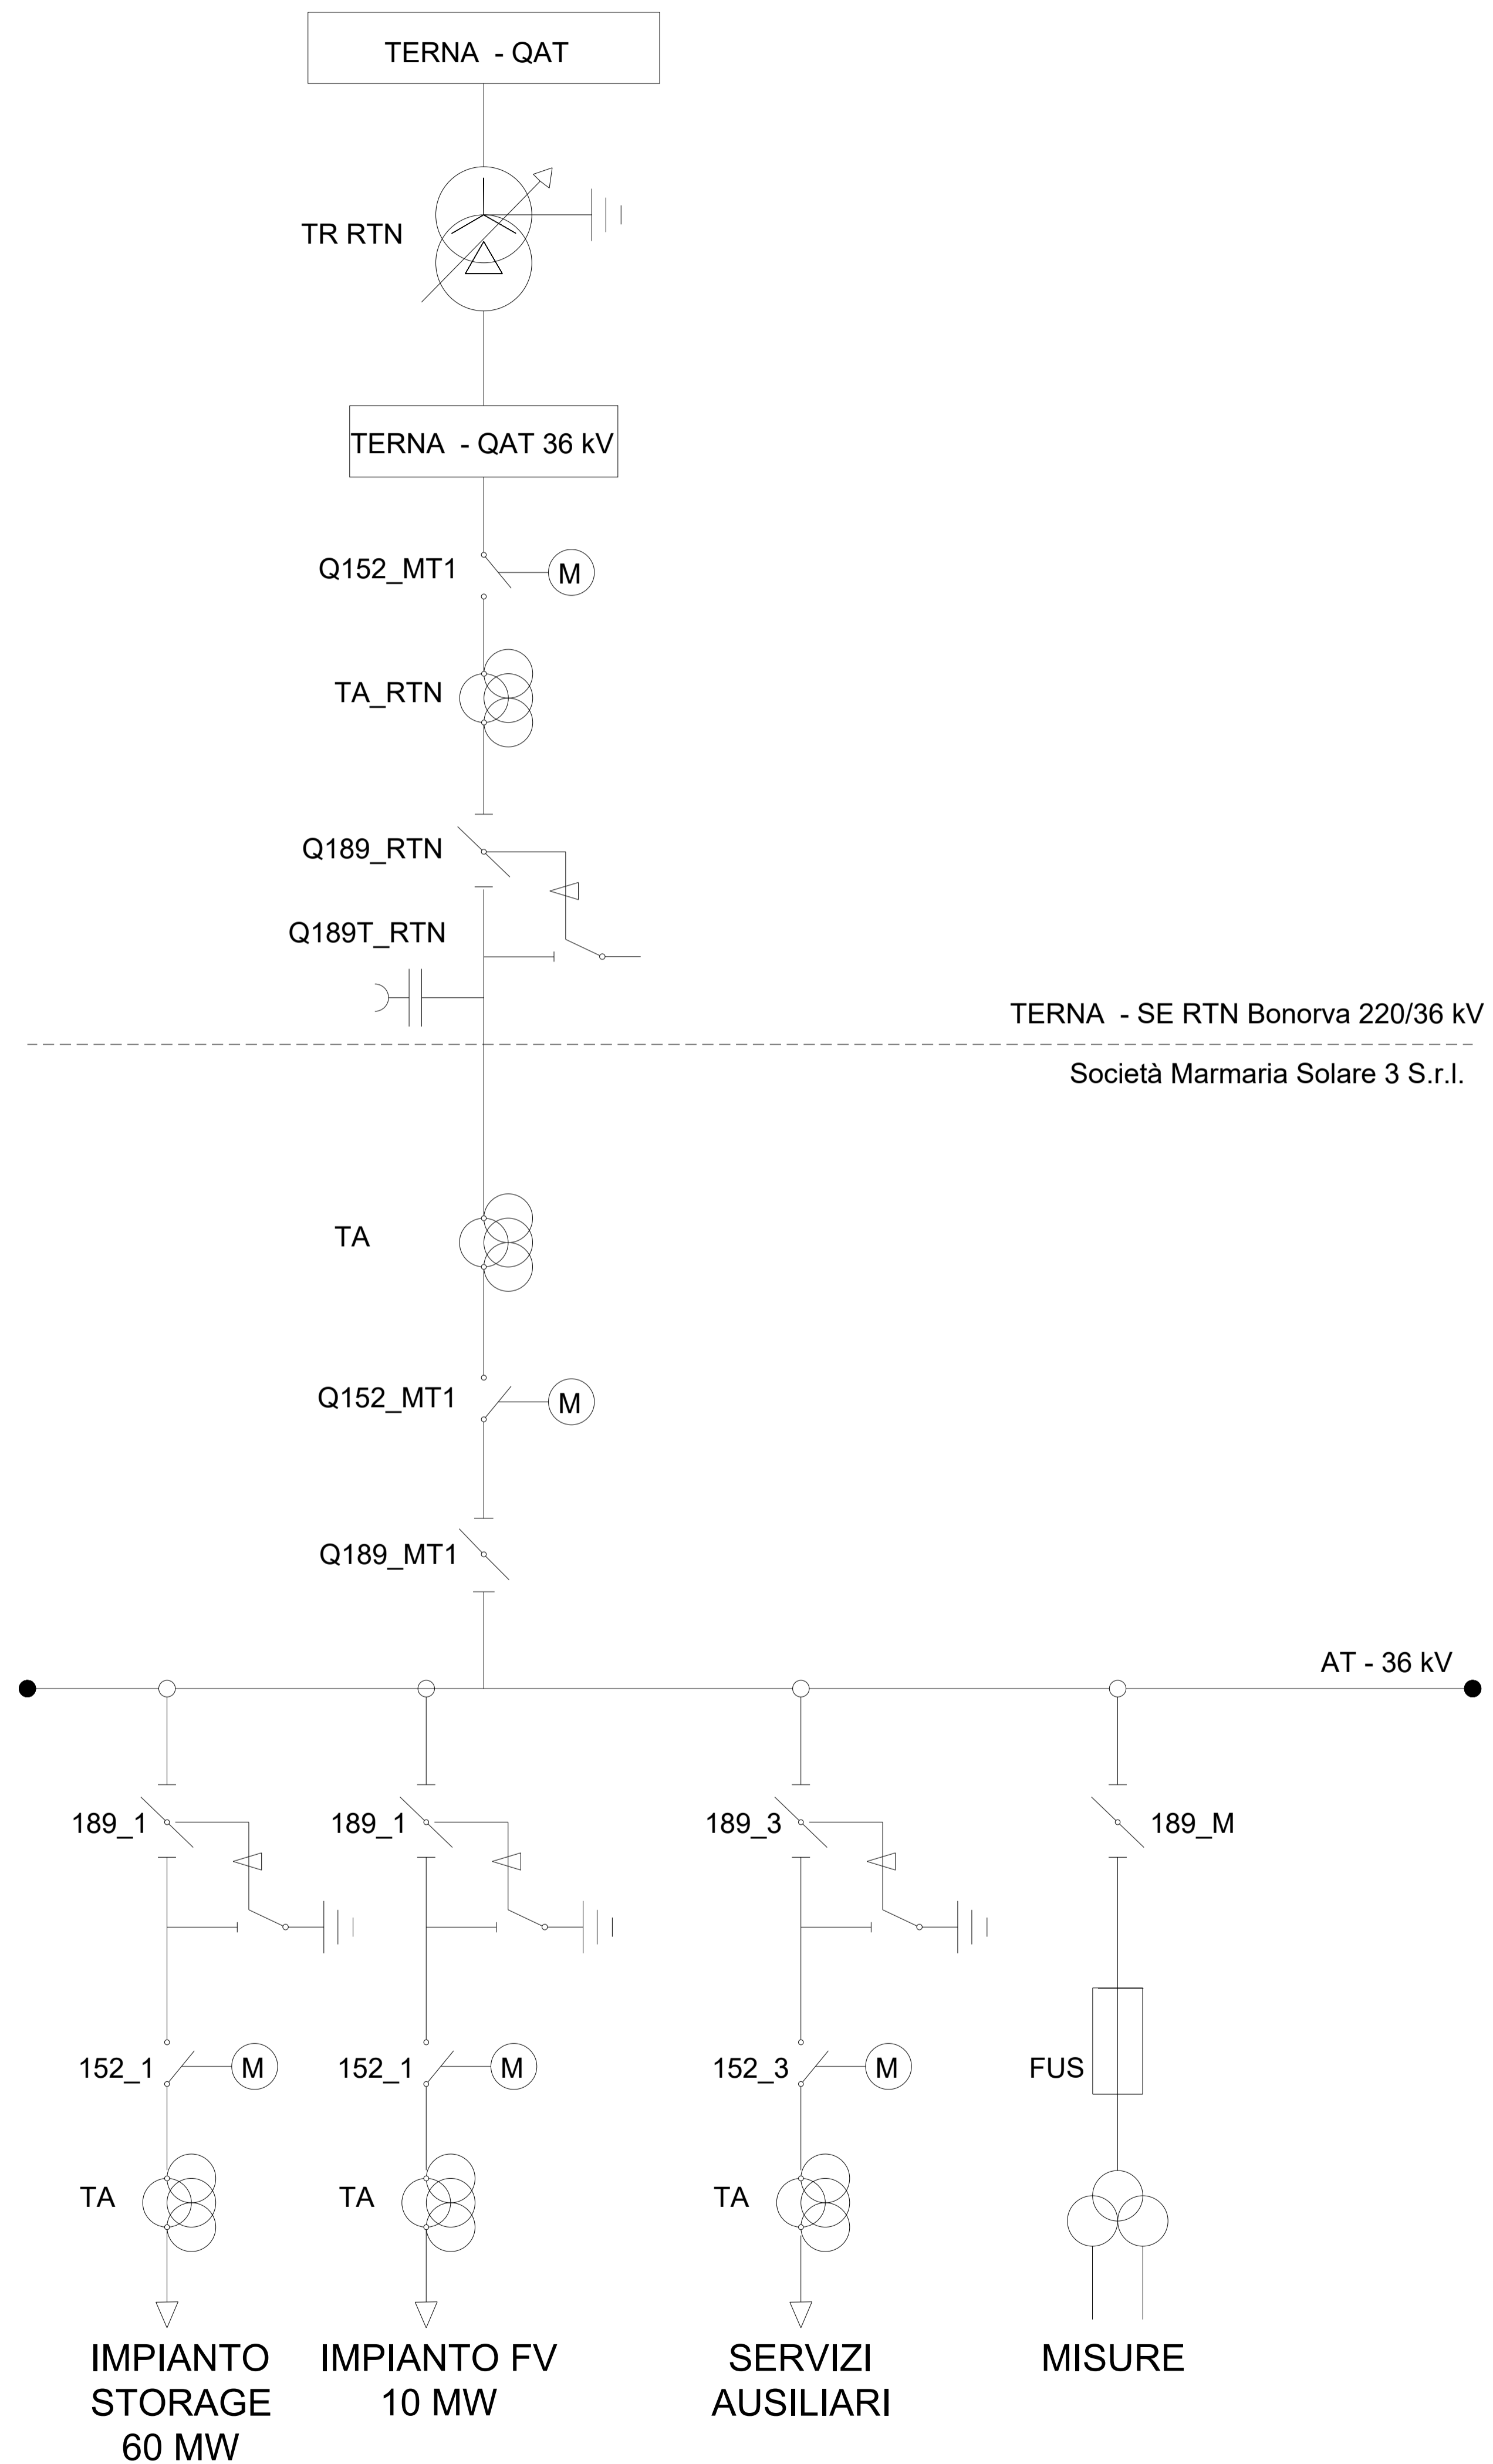 TERNA  - QAT
TR RTN
TERNA  - QAT 36 kV
Q152_MT1
M
TA_RTN
Q189_RTN
Q189T_RTN
TERNA  - SE RTN Bonorva 220/36 kV
Società Marmaria Solare 3 S.r.l.
TA
Q152_MT1
M
Q189_MT1
AT - 36 kV
189_1
189_1
189_3
189_M
152_1
M
152_1
M
152_3
M
FUS
TA
TA
TA
IMPIANTO
STORAGE
60 MW
IMPIANTO FV
10 MW
SERVIZI
AUSILIARI
MISURE